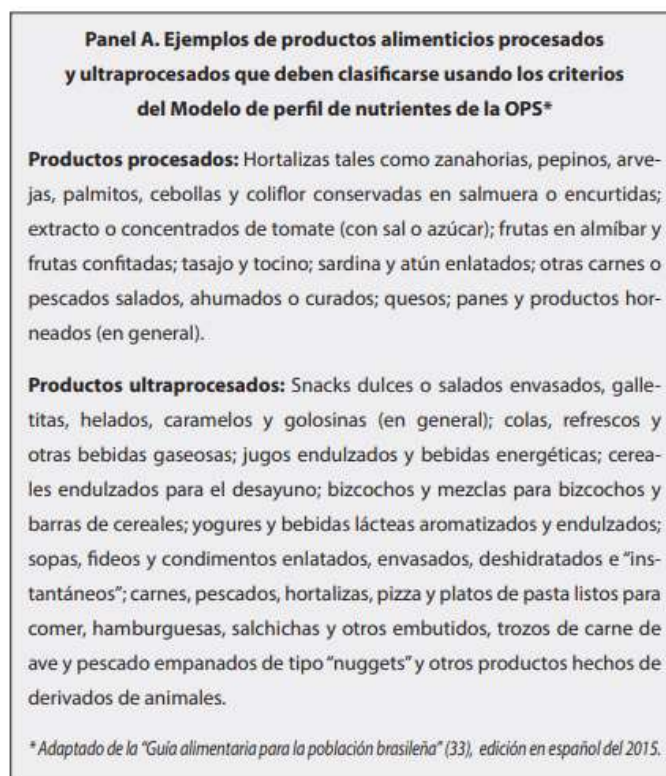 Panel A. Ejemplos de productos alimenticios procesados
y ultraprocesados que deben clasificarse usando los criterios
del Modelo de perfil de nutrientes de la OPS*
Productos procesados: Hortalizas tales como zanahorias, pepinos, arve-
jas, palmitos, cebollas y coliflor conservadas en salmuera o encurtidas;
extracto o concentrados de tomate (con sal o azúcar); frutas en almíbar y
frutas confitadas; tasajo y tocino; sardina y atún enlatados; otras carnes o
pescados salados, ahumados o curados; quesos; panes y productos hor-
neados (en general).
Productos ultraprocesados: Snacks dulces o salados envasados, galle-
titas, helados, caramelos y golosinas (en general); colas, refrescos y
otras bebidas gaseosas; jugos endulzados y bebidas energéticas; cerea-
les endulzados para el desayuno; bizcochos y mezclas para bizcochos y
barras de cereales; yogures y bebidas lácteas aromatizados y endulzados;
sopas, fideos y condimentos enlatados, envasados, deshidratados e "ins-
tantáneos"; carnes, pescados, hortalizas, pizza y platos de pasta listos para
comer, hamburguesas, salchichas y otros embutidos, trozos de carne de
ave y pescado empanados de tipo "nuggets" y otros productos hechos de
derivados de animales.
* Adaptado de la "Guía alimentaria para la población brasileña" (33), edición en español del 2015.